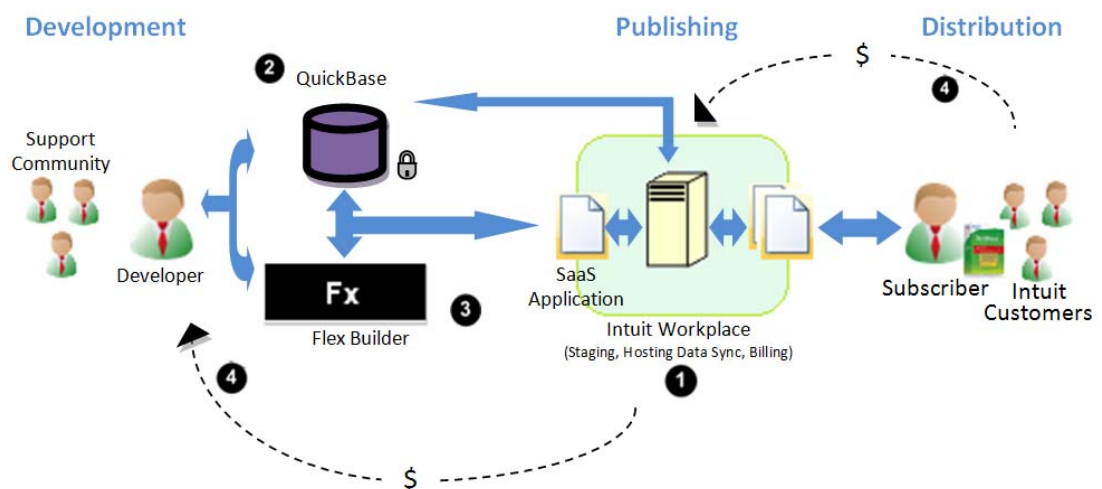 Development
Publishing
Distribution
$
4
2
QuickBase
Support
Community
Developer
Fx
3
Flex Builder
SaaS
Application
Intuit Workplace
(Staging, Hosting Data Sync, Billing)
1
Subscriber
Intuit
Customers
4
$